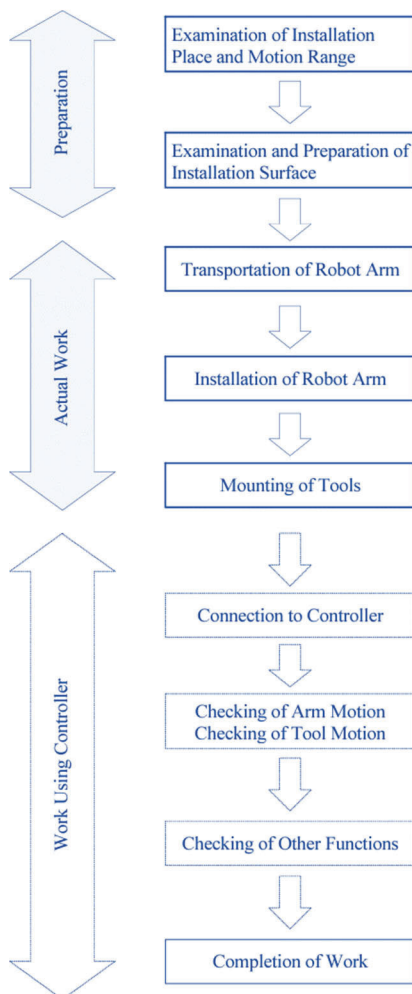 Preparation
Examination of Installation
Place and Motion Range
Examination and Preparation of
Installation Surface
Actual Work
Transportation of Robot Arm
Installation of Robot Arm
Mounting of Tools
Work Using Controller
Connection to Controller
Checking of Arm Motion
Checking of Tool Motion
Checking of Other Functions
Completion of Work